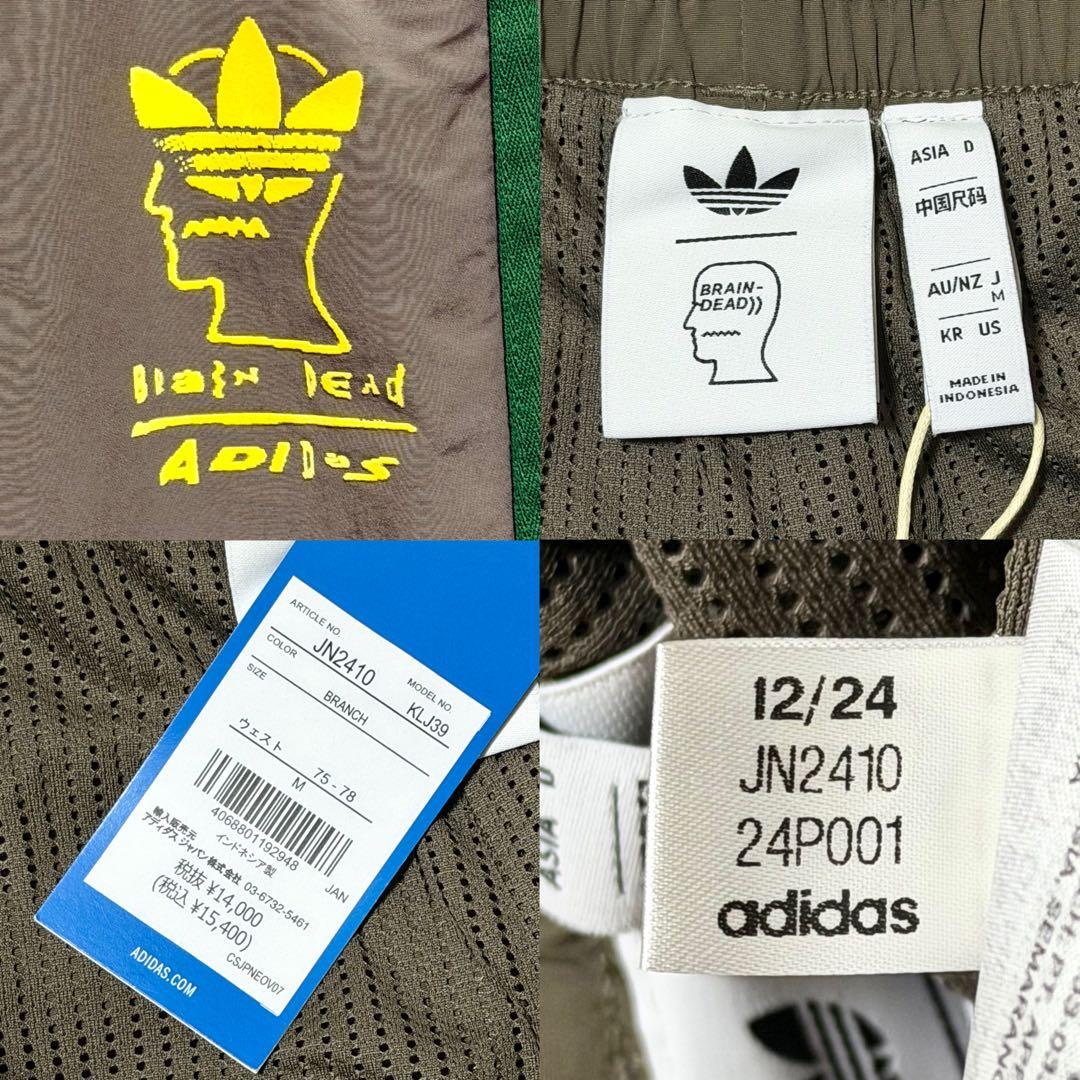 Brain Dead
ADIDAS
BRAIN-
DEAD))
ASIA D
中国尺码
AU/NZ J
M
KR US
MADE IN
INDONESIA
ARTICLE NO.
JN2410
MODEL NO.
KLJ39
COLOR
BRANCH
SIZE
ウェスト
75 - 78
M
4068801192948
JAN
インドネシア製
輸入販売元
アディダス ジャパン株式会社 03-6732-5461
税抜 ¥14,000
(税込 ¥15,400)
CSJPNEOV07
ADIDAS.COM
12/24
JN2410
24P001
adidas
ASIA D